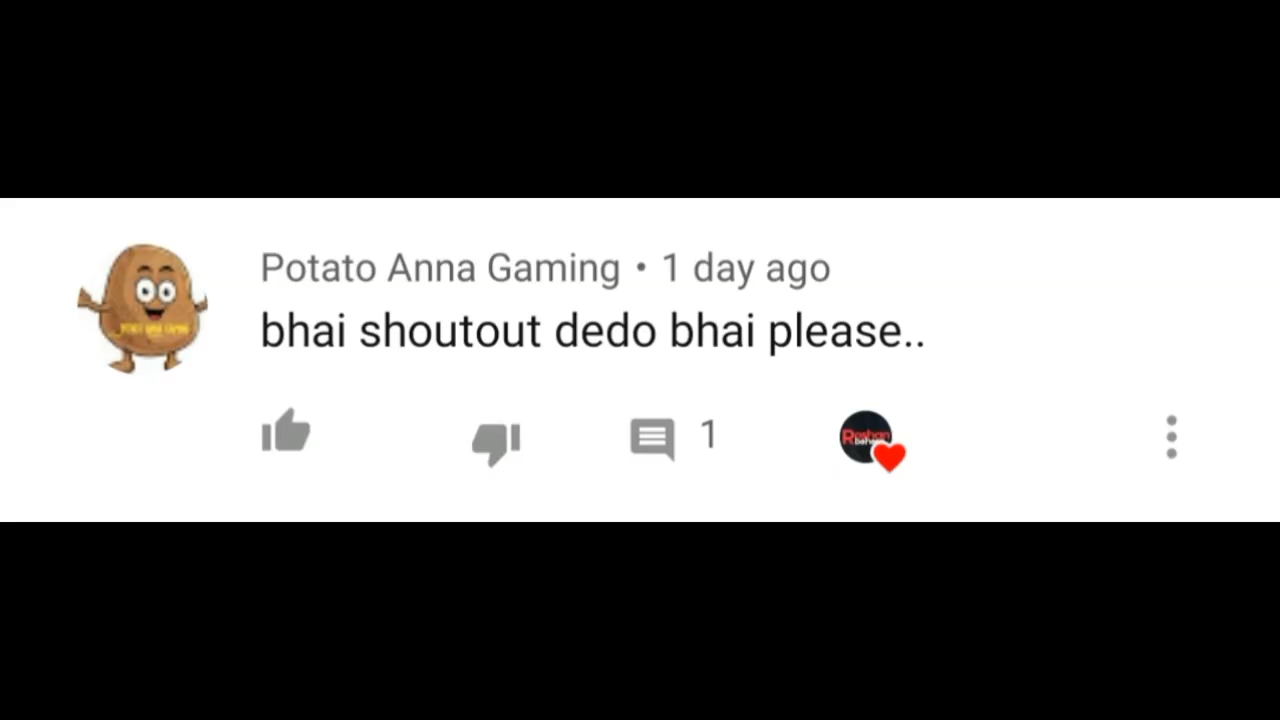 Potato Anna Gaming • 1 day ago
bhai shoutout dedo bhai please..
1